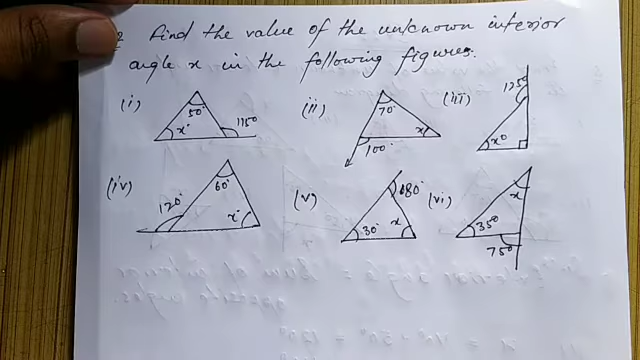 2 Find the value of the unknown interior
angle x in the following figures.
(i) 50° x° 115°
(ii) 70° x 100°
(iii) 125° x°
(iv) 60° 120° x°
(v) 80° 30° x
(vi) x 35° 75°